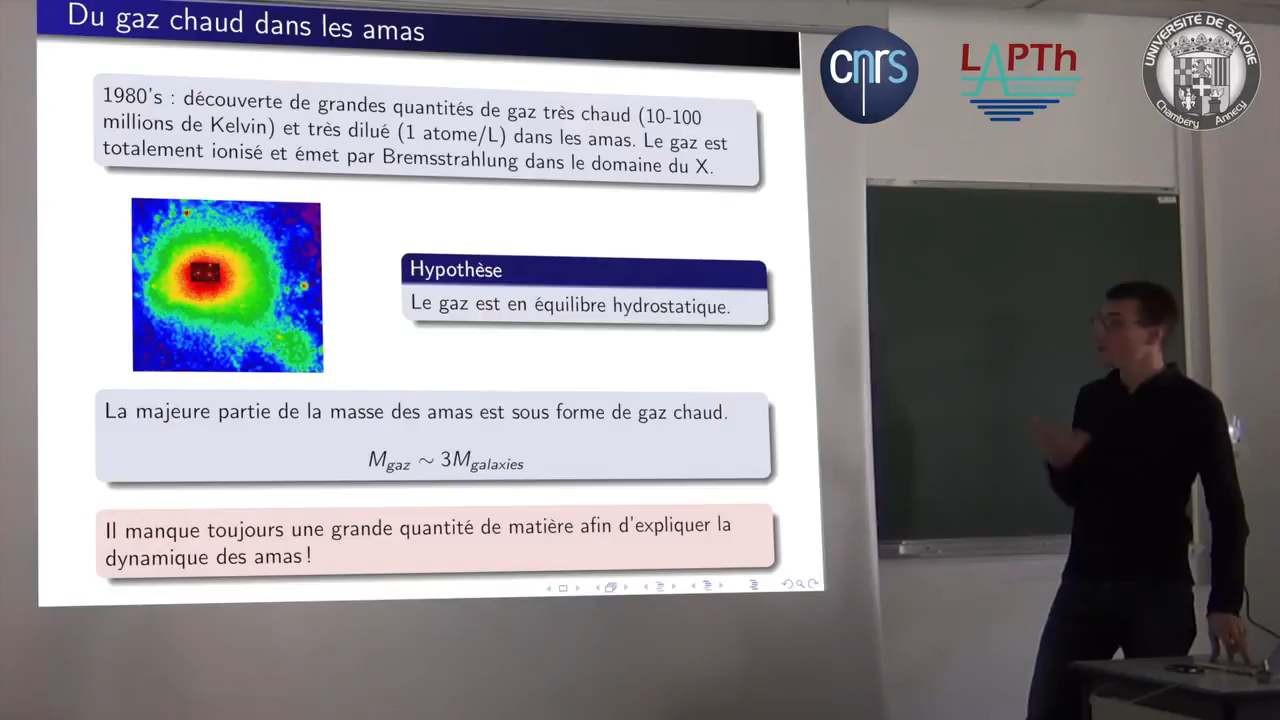 Du gaz chaud dans les amas
1980's : découverte de grandes quantités de gaz très chaud (10-100
millions de Kelvin) et très dilué (1 atome/L) dans les amas. Le gaz est
totalement ionisé et émet par Bremsstrahlung dans le domaine du X.
Hypothèse
Le gaz est en équilibre hydrostatique.
La majeure partie de la masse des amas est sous forme de gaz chaud.
Mgaz ∼ 3Mgalaxies
Il manque toujours une grande quantité de matière afin d'expliquer la
dynamique des amas !
cnrs
LAPTh
UNIVERSITÉ DE SAVOIE
Chambéry Annecy